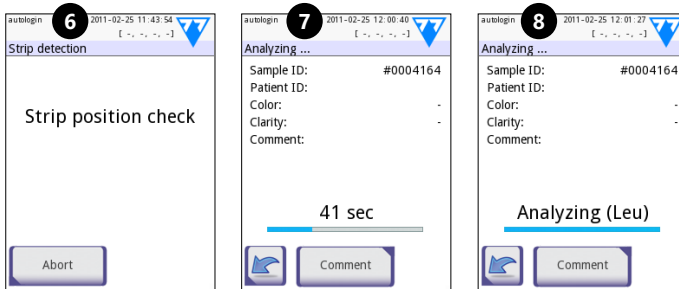 6
autologin 2011-02-25 11:43:54
[ -, -, -, -]
Strip detection
Strip position check
Abort
7
autologin 2011-02-25 12:00:40
[ -, -, -, -]
Analyzing ...
Sample ID: #0004164
Patient ID:
Color: -
Clarity: -
Comment:
41 sec
Comment
8
autologin 2011-02-25 12:01:27
[ -, -, -, -]
Analyzing ...
Sample ID: #0004164
Patient ID:
Color: -
Clarity: -
Comment:
Analyzing (Leu)
Comment